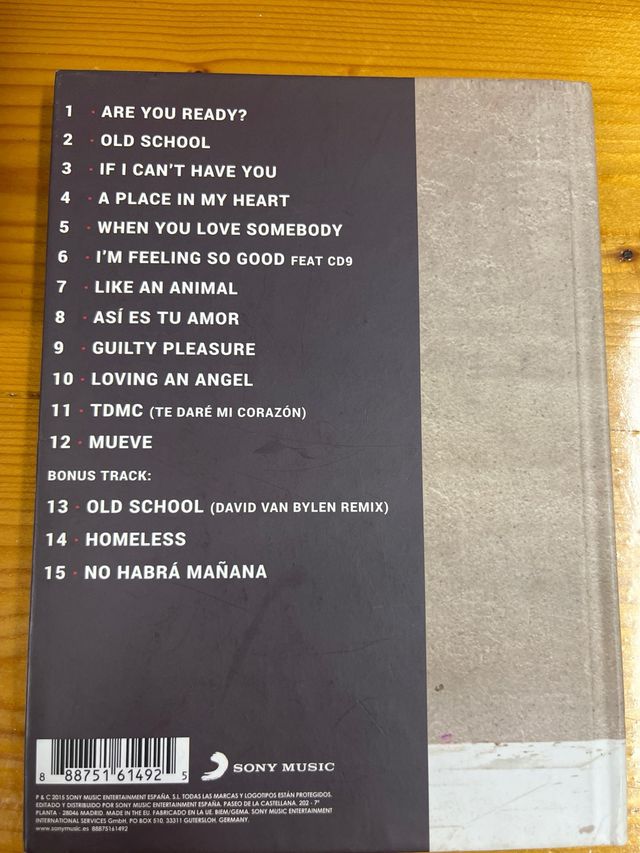 1 · ARE YOU READY?
2 · OLD SCHOOL
3 · IF I CAN'T HAVE YOU
4 · A PLACE IN MY HEART
5 · WHEN YOU LOVE SOMEBODY
6 · I'M FEELING SO GOOD FEAT CD9
7 · LIKE AN ANIMAL
8 · ASÍ ES TU AMOR
9 · GUILTY PLEASURE
10 · LOVING AN ANGEL
11 · TDMC (TE DARÉ MI CORAZÓN)
12 · MUEVE
BONUS TRACK:
13 · OLD SCHOOL (DAVID VAN BYLEN REMIX)
14 · HOMELESS
15 · NO HABRÁ MAÑANA
8 88751 61492 5
SONY MUSIC
P & C 2015 SONY MUSIC ENTERTAINMENT ESPAÑA, S.L. TODAS LAS MARCAS Y LOGOTIPOS ESTÁN PROTEGIDOS.
EDITADO Y DISTRIBUIDO POR SONY MUSIC ENTERTAINMENT ESPAÑA. PASEO DE LA CASTELLANA, 202 - 7º
PLANTA - 28046 MADRID. MADE IN THE EU. FABRICADO EN LA UE. BIEM/GEMA. SONY MUSIC ENTERTAINMENT
INTERNATIONAL SERVICES GmbH. PO BOX 510, 33311 GUTERSLOH, GERMANY.
www.sonymusic.es 88875161492